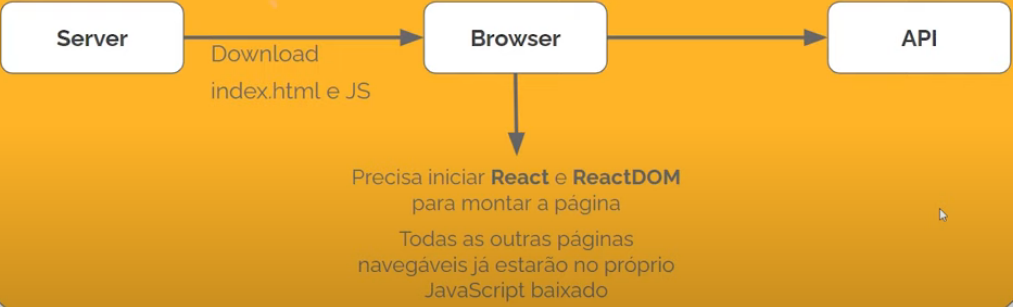 Server
Browser
API
Download
index.html e JS
Precisa iniciar React e ReactDOM
para montar a página
Todas as outras páginas
navegáveis já estarão no próprio
JavaScript baixado